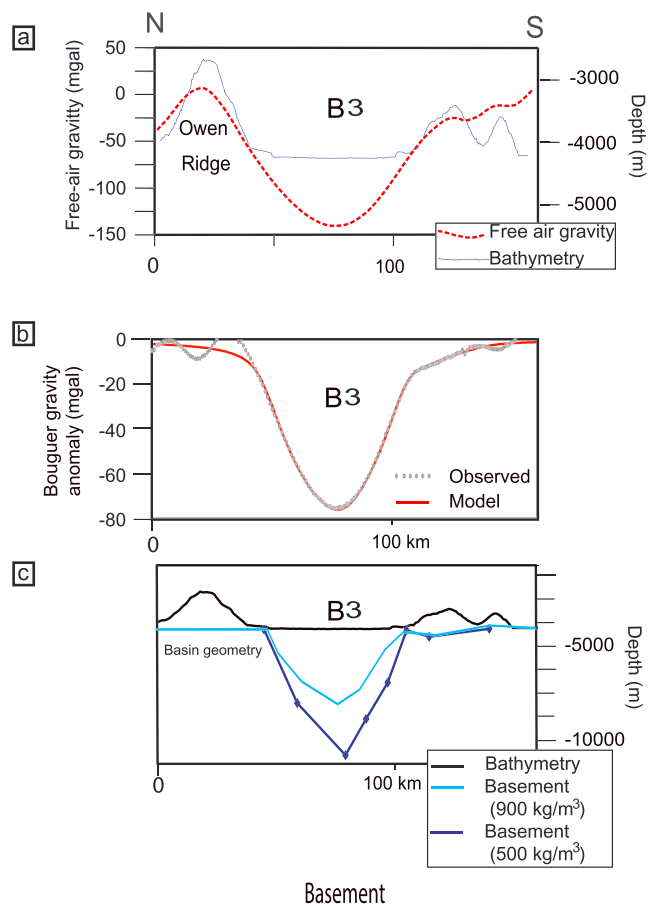 N
S
a
50
0
-50
-100
-150
Free-air gravitty (mgal)
B3
Owen
Ridge
-3000
-4000
-5000
Depth (m)
Free air gravity
Bathymetry
0
100
b
0
-20
-40
-60
-80
Bouguer gravity
anomaly (mgal)
B3
Observed
Model
0
100 km
c
B3
Basin geometry
-5000
-10000
Depth (m)
0
100 km
Bathymetry
Basement
(900 kg/m³)
Basement
(500 kg/m³)
Basement